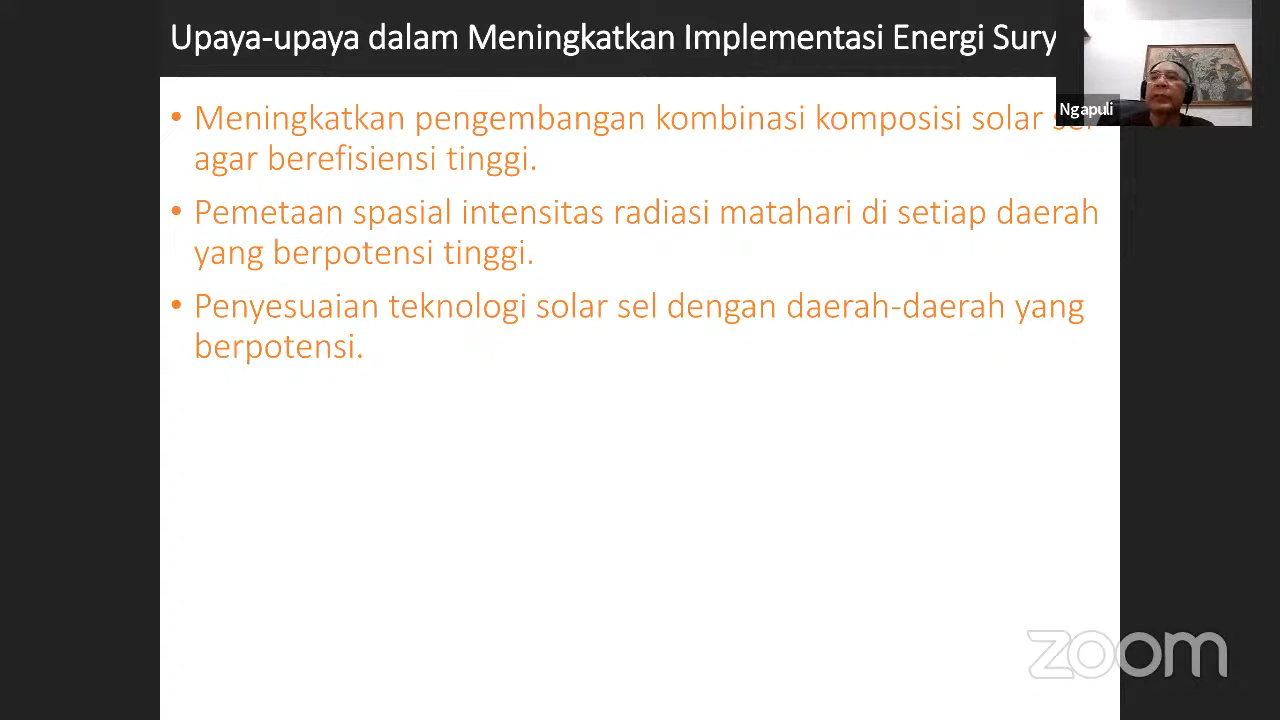 Upaya-upaya dalam Meningkatkan Implementasi Energi Sury
Ngapuli
• Meningkatkan pengembangan kombinasi komposisi solar
agar berefisiensi tinggi.
• Pemetaan spasial intensitas radiasi matahari di setiap daerah
yang berpotensi tinggi.
• Penyesuaian teknologi solar sel dengan daerah-daerah yang
berpotensi.
zoom